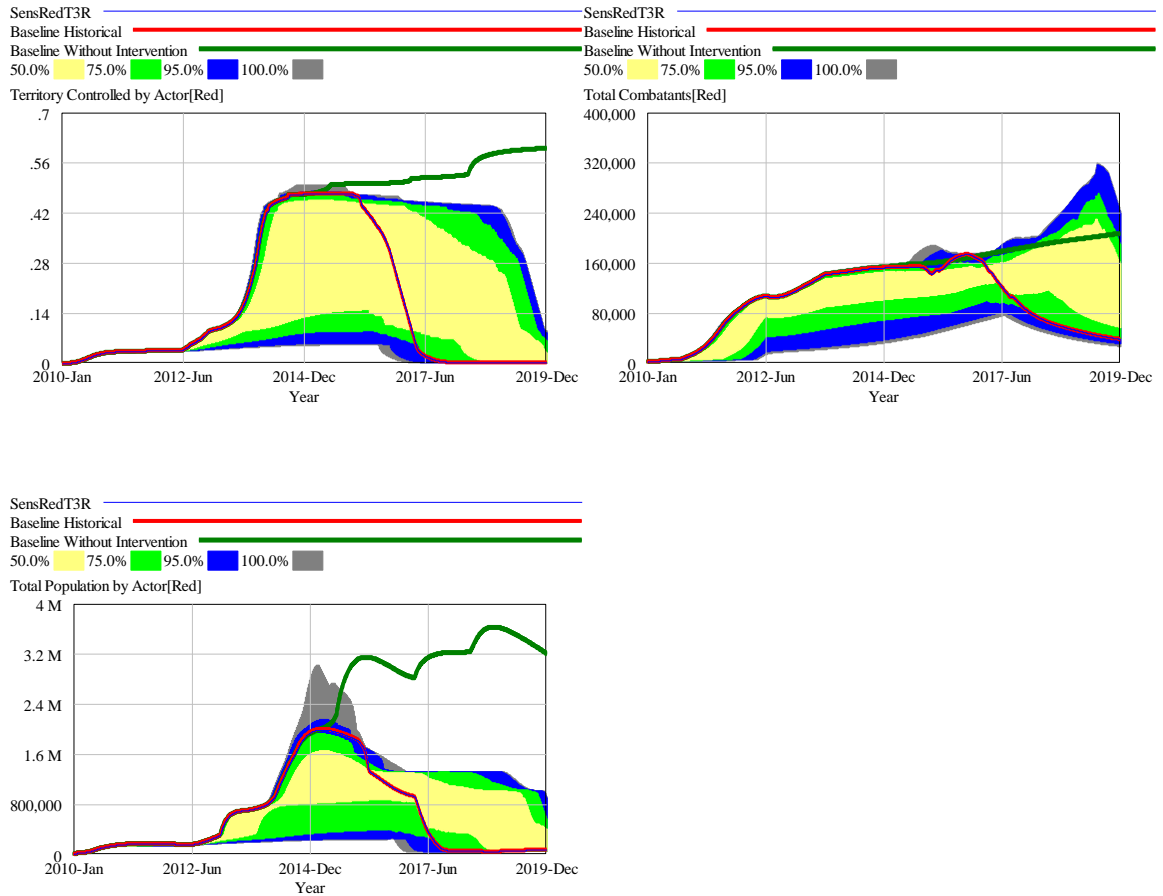 SensRedT3R
Baseline Historical
Baseline Without Intervention
50.0% 75.0% 95.0% 100.0%
Territory Controlled by Actor[Red]
.7
.56
.42
.28
.14
0
2010-Jan 2012-Jun 2014-Dec 2017-Jun 2019-Dec
Year
SensRedT3R
Baseline Historical
Baseline Without Intervention
50.0% 75.0% 95.0% 100.0%
Total Combatants[Red]
400,000
320,000
240,000
160,000
80,000
0
2010-Jan 2012-Jun 2014-Dec 2017-Jun 2019-Dec
Year
SensRedT3R
Baseline Historical
Baseline Without Intervention
50.0% 75.0% 95.0% 100.0%
Total Population by Actor[Red]
4 M
3.2 M
2.4 M
1.6 M
800,000
0
2010-Jan 2012-Jun 2014-Dec 2017-Jun 2019-Dec
Year